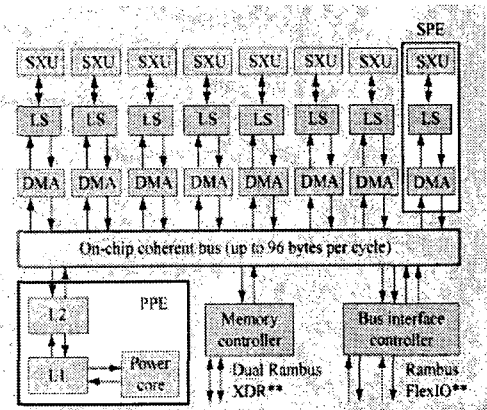 SPE
SXU SXU SXU SXU SXU SXU SXU SXU
LS LS LS LS LS LS LS LS
DMA DMA DMA DMA DMA DMA DMA DMA
On-chip coherent bus (up to 96 bytes per cycle)
PPE
L2
L1
Power
core
Memory
controller
Dual Rambus
XDR**
Bus interface
controller
Rambus
FlexIO**